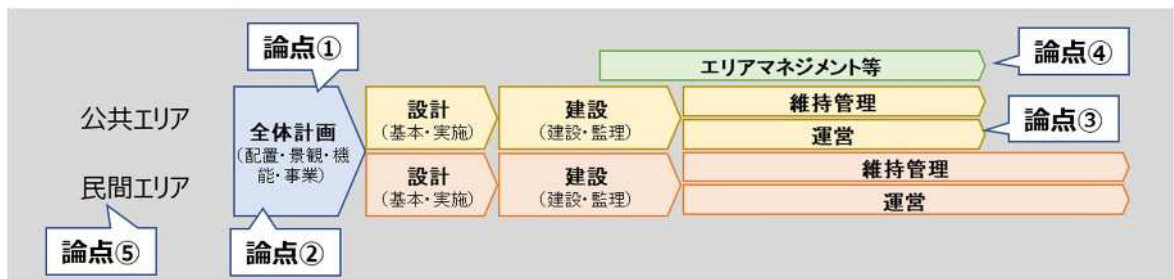 論点①
論点④
エリアマネジメント等
公共エリア
全体計画
(配置・景観・機
能・事業)
設計
(基本・実施)
建設
(建設・監理)
維持管理
運営
論点③
民間エリア
設計
(基本・実施)
建設
(建設・監理)
維持管理
運営
論点⑤
論点②